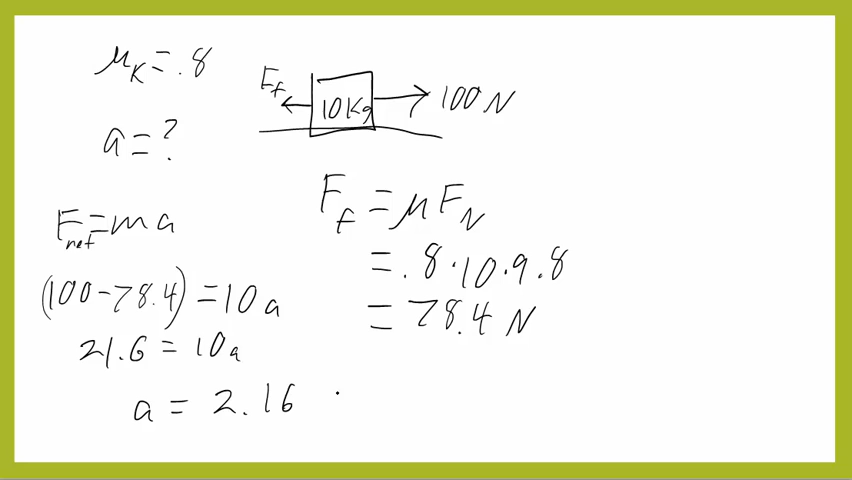 μK = .8
Ff
10Kg
100 N
a = ?
Ff = μFN
Fnet = ma
= .8·10·9.8
(100-78.4) = 10a
= 78.4 N
21.6 = 10a
a = 2.16